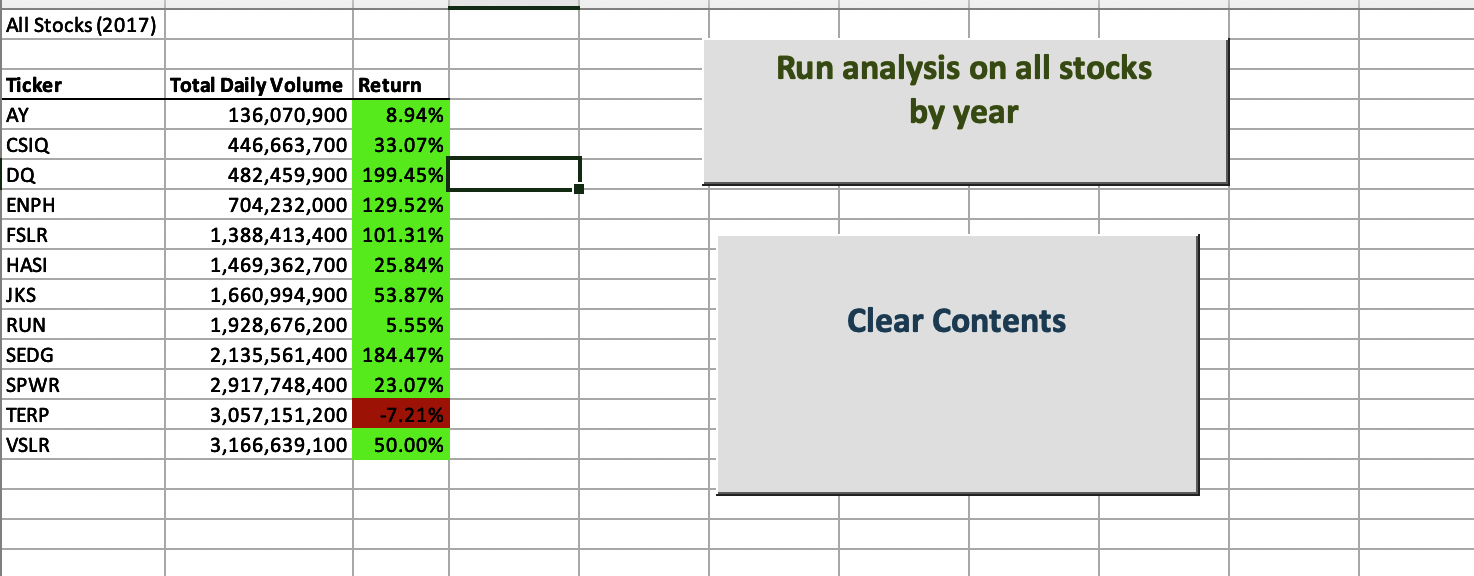 All Stocks (2017)
Ticker Total Daily Volume Return
AY 136,070,900 8.94%
CSIQ 446,663,700 33.07%
DQ 482,459,900 199.45%
ENPH 704,232,000 129.52%
FSLR 1,388,413,400 101.31%
HASI 1,469,362,700 25.84%
JKS 1,660,994,900 53.87%
RUN 1,928,676,200 5.55%
SEDG 2,135,561,400 184.47%
SPWR 2,917,748,400 23.07%
TERP 3,057,151,200 -7.21%
VSLR 3,166,639,100 50.00%
Run analysis on all stocks
by year
Clear Contents